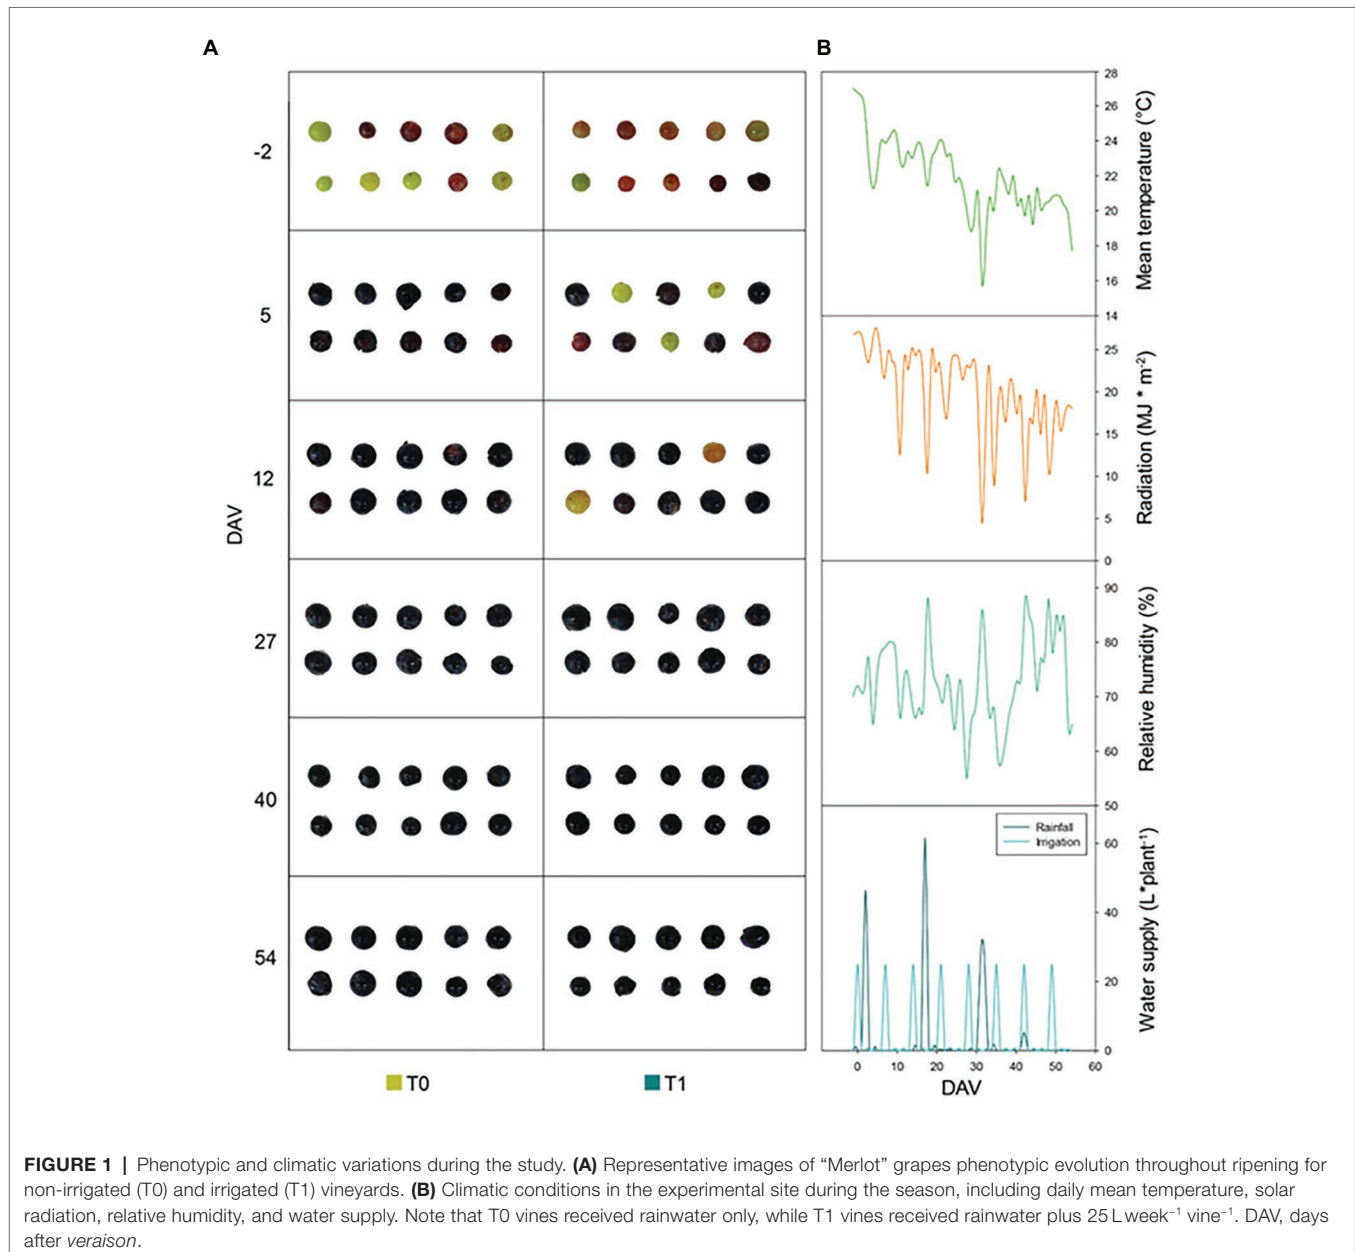 A
B
-2
5
12
27
40
54
DAV
T0
T1
28
26
24
22
20
18
16
14
Mean temperature (°C)
25
20
15
10
5
0
Radiation (MJ * m⁻²)
90
80
70
60
50
Relative humidity (%)
Rainfall
Irrigation
60
40
20
0
Water supply (L*plant⁻¹)
0 10 20 30 40 50 60
DAV
FIGURE 1 | Phenotypic and climatic variations during the study. (A) Representative images of “Merlot” grapes phenotypic evolution throughout ripening for
non-irrigated (T0) and irrigated (T1) vineyards. (B) Climatic conditions in the experimental site during the season, including daily mean temperature, solar
radiation, relative humidity, and water supply. Note that T0 vines received rainwater only, while T1 vines received rainwater plus 25 L week⁻¹ vine⁻¹. DAV, days
after veraison.